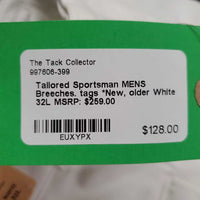 The Tack Collector
997606-399
Tailored Sportsman MENS
Breeches. tags *New, older White
32L MSRP: $259.00
$128.00
EUXYPX